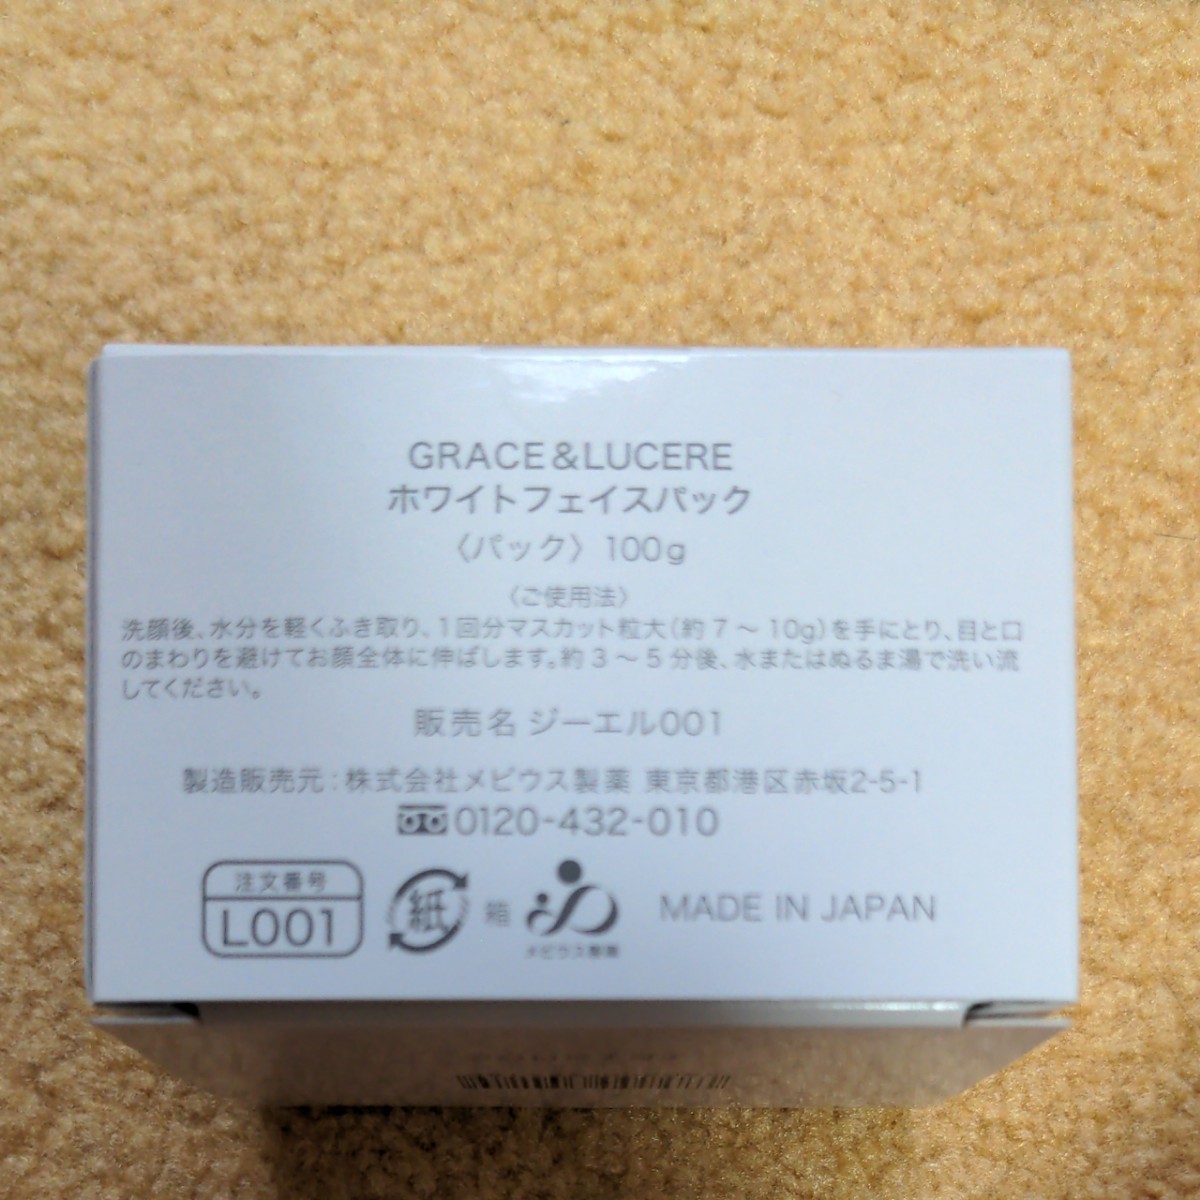 GRACE&LUCERE
ホワイトフェイスパック
〈パック〉100g
〈ご使用法〉
洗顔後、水分を軽くふき取り、1回分マスカット粒大(約7〜10g)を手にとり、目と口
のまわりを避けてお顔全体に伸ばします。約3〜5分後、水またはぬるま湯で洗い流
してください。
販売名 ジーエル001
製造販売元:株式会社メビウス製薬 東京都港区赤坂2-5-1
0120-432-010
注文番号
L001
紙
箱
メビウス製薬
MADE IN JAPAN